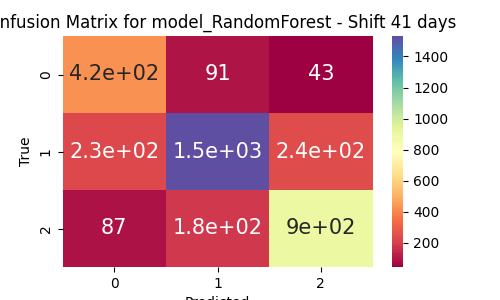 nfusion Matrix for model_RandomForest - Shift 41 days
0 4.2e+02 91 43
1 2.3e+02 1.5e+03 2.4e+02
2 87 1.8e+02 9e+02
True
0 1 2
Predicted
1400
1200
1000
800
600
400
200